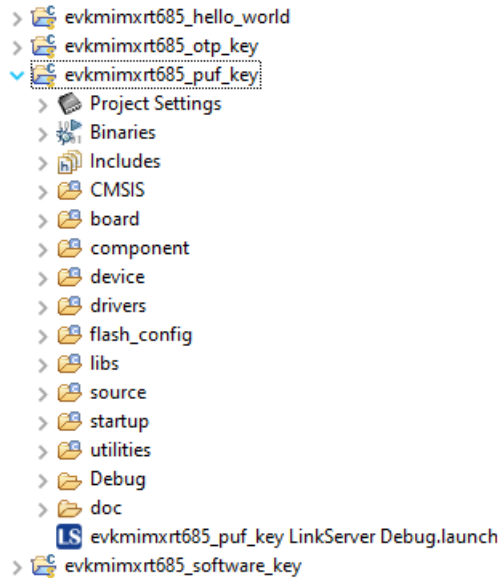 evkmimxrt685_hello_world
evkmimxrt685_otp_key
evkmimxrt685_puf_key
Project Settings
Binaries
Includes
CMSIS
board
component
device
drivers
flash_config
libs
source
startup
utilities
Debug
doc
LS evkmimxrt685_puf_key LinkServer Debug.launch
evkmimxrt685_software_key